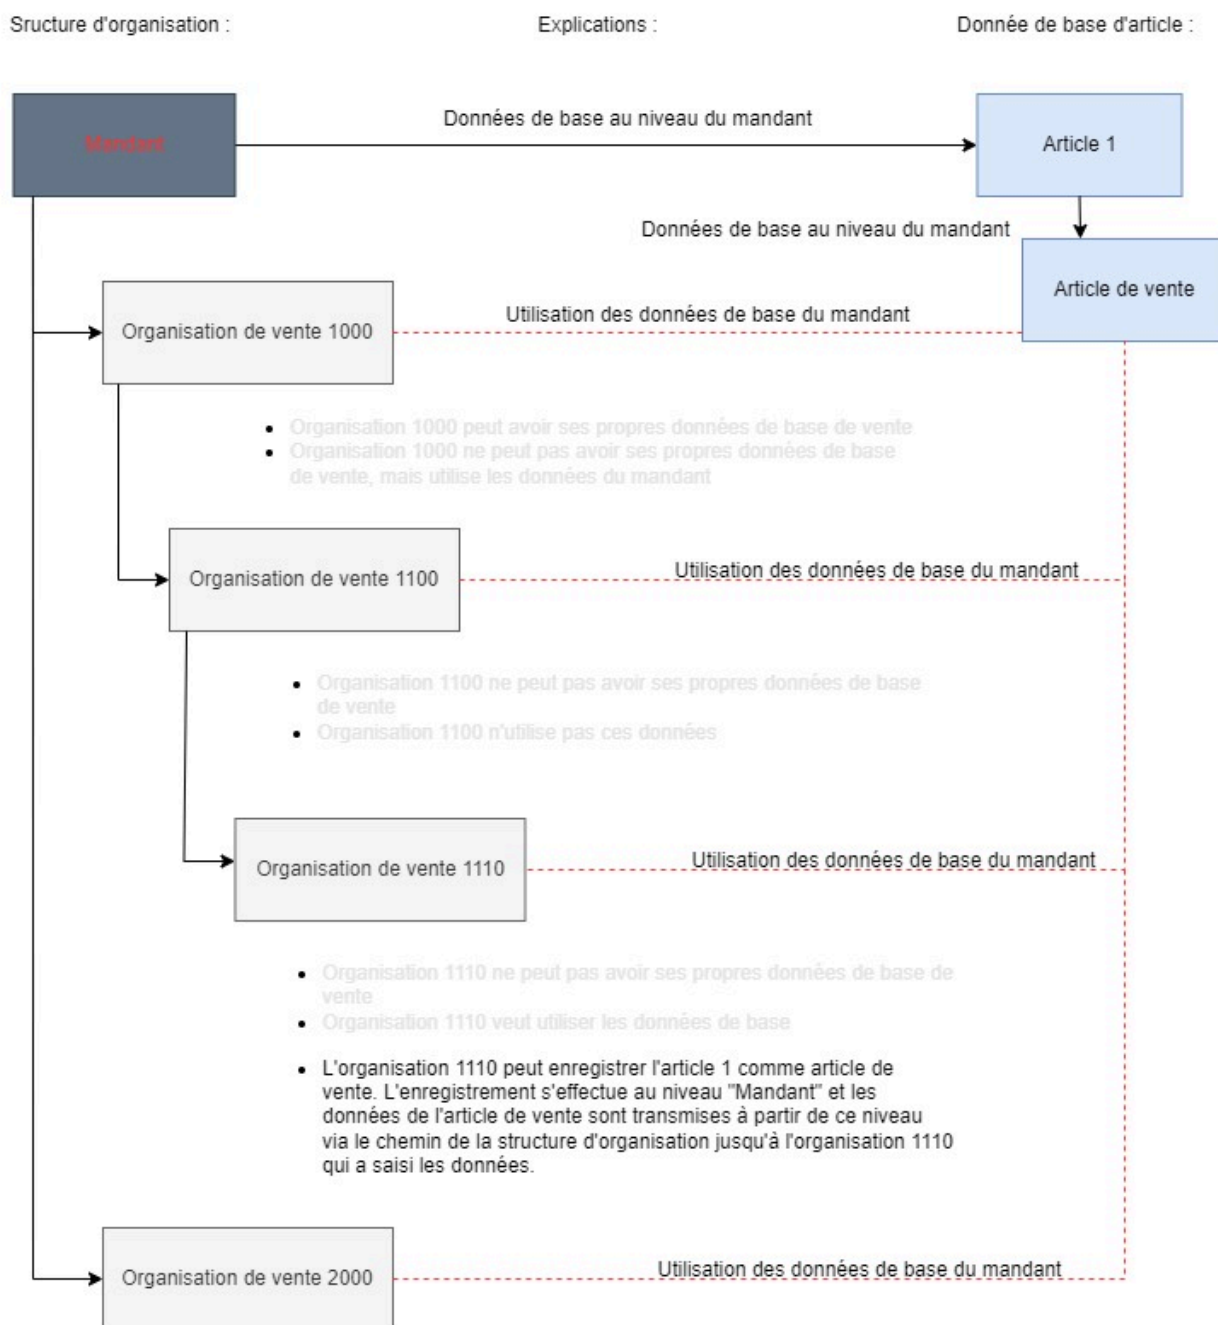 Sructure d'organisation :
Explications :
Donnée de base d'article :
Mandant
Données de base au niveau du mandant
Article 1
Données de base au niveau du mandant
Article de vente
Organisation de vente 1000
Utilisation des données de base du mandant
Organisation 1000 peut avoir ses propres données de base de vente
Organisation 1000 ne peut pas avoir ses propres données de base
de vente, mais utilise les données du mandant
Organisation de vente 1100
Utilisation des données de base du mandant
Organisation 1100 ne peut pas avoir ses propres données de base
de vente
Organisation 1100 n'utilise pas ces données
Organisation de vente 1110
Utilisation des données de base du mandant
Organisation 1110 ne peut pas avoir ses propres données de base de
vente
Organisation 1110 veut utiliser les données de base
L'organisation 1110 peut enregistrer l'article 1 comme article de
vente. L'enregistrement s'effectue au niveau "Mandant" et les
données de l'article de vente sont transmises à partir de ce niveau
via le chemin de la structure d'organisation jusqu'à l'organisation 1110
qui a saisi les données.
Organisation de vente 2000
Utilisation des données de base du mandant